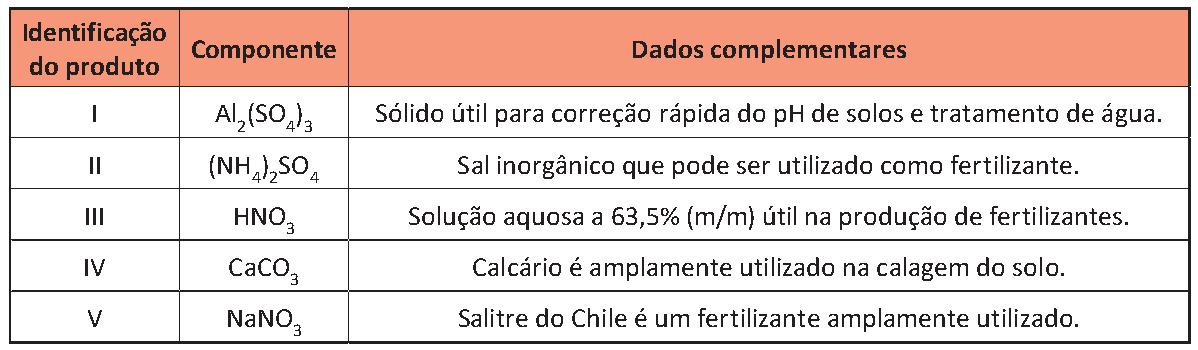 Identificação do produto | Componente | Dados complementares
I | Al₂(SO₄)₃ | Sólido útil para correção rápida do pH de solos e tratamento de água.
II | (NH₄)₂SO₄ | Sal inorgânico que pode ser utilizado como fertilizante.
III | HNO₃ | Solução aquosa a 63,5% (m/m) útil na produção de fertilizantes.
IV | CaCO₃ | Calcário é amplamente utilizado na calagem do solo.
V | NaNO₃ | Salitre do Chile é um fertilizante amplamente utilizado.